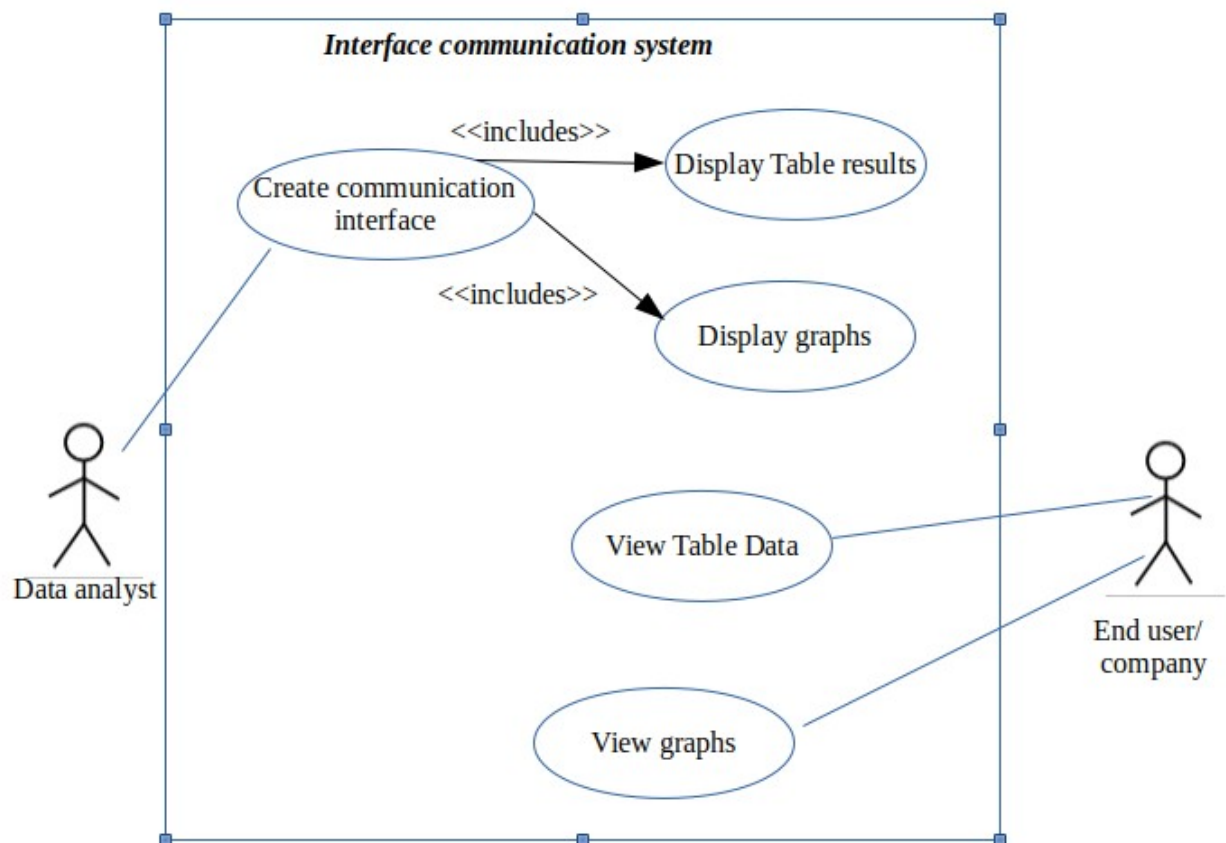 Interface communication system
<<includes>>
Display Table results
Create communication
interface
<<includes>>
Display graphs
View Table Data
Data analyst
End user/
company
View graphs